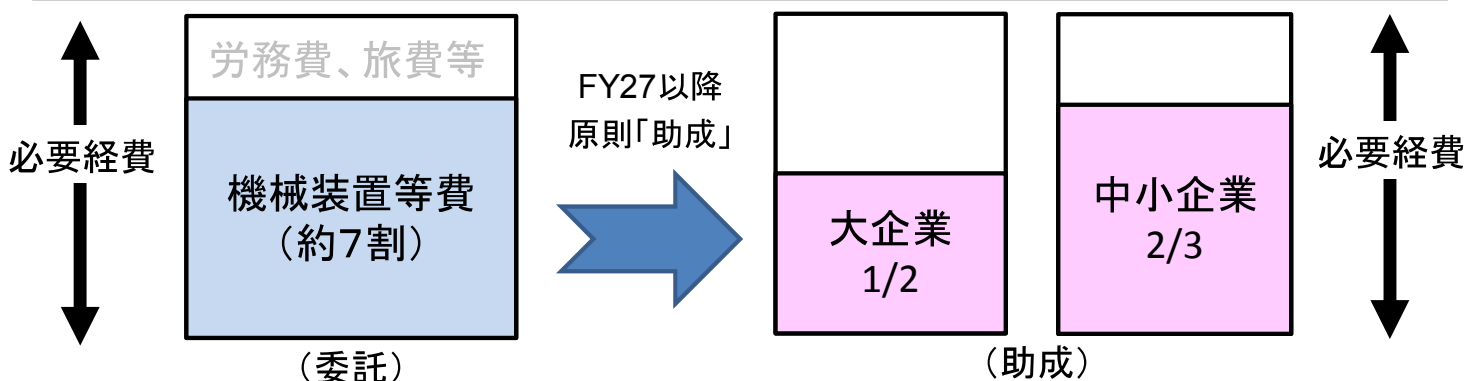 必要経費
労務費、旅費等
機械装置等費
（約７割）
（委託）
FY27以降
原則「助成」
大企業
1/2
中小企業
2/3
（助成）
必要経費